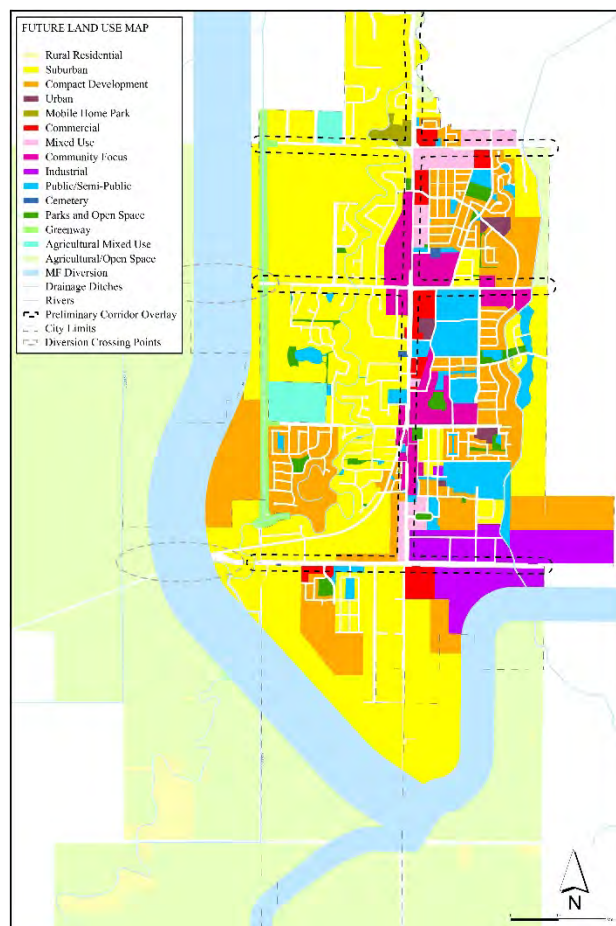 FUTURE LAND USE MAP
Rural Residential
Suburban
Compact Development
Urban
Mobile Home Park
Commercial
Mixed Use
Community Focus
Industrial
Public/Semi-Public
Cemetery
Parks and Open Space
Greenway
Agricultural Mixed Use
Agricultural/Open Space
MF Diversion
Drainage Ditches
Rivers
Preliminary Corridor Overlay
City Limits
Diversion Crossing Points
N